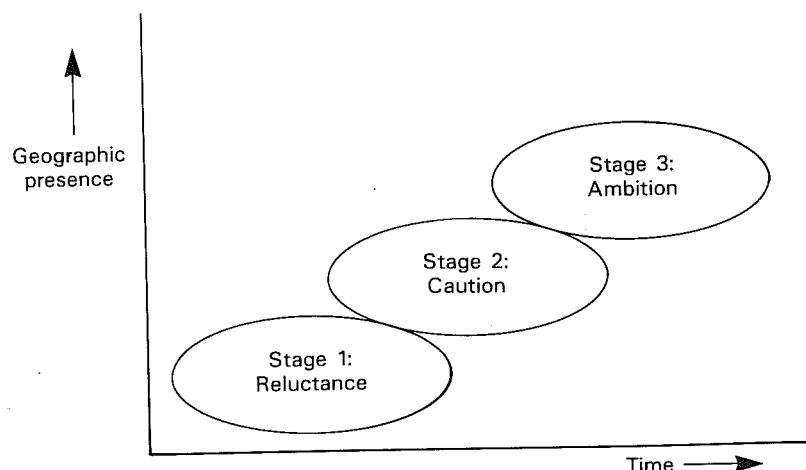 Geographic
presence
Stage 3:
Ambition
Stage 2:
Caution
Stage 1:
Reluctance
Time